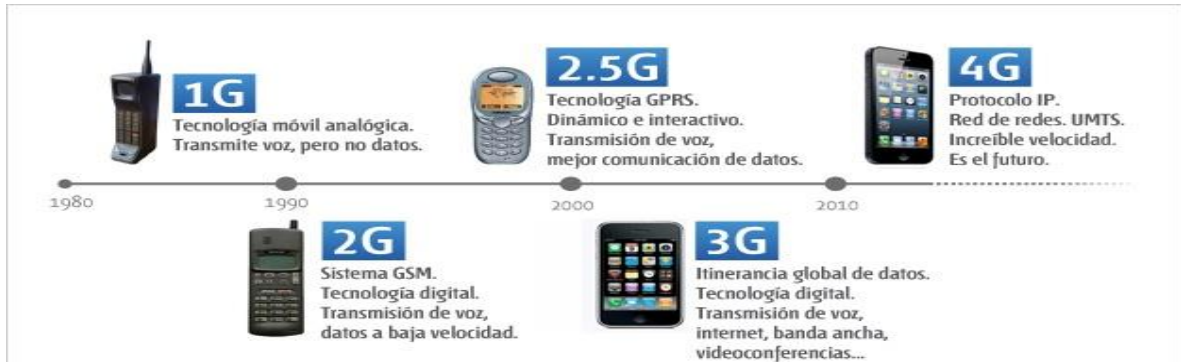 1G
Tecnología móvil analógica.
Transmite voz, pero no datos.
2.5G
Tecnología GPRS.
Dinámico e interactivo.
Transmisión de voz,
mejor comunicación de datos.
4G
Protocolo IP.
Red de redes. UMTS.
Increíble velocidad.
Es el futuro.
1980
1990
2000
2010
2G
Sistema GSM.
Tecnología digital.
Transmisión de voz,
datos a baja velocidad.
3G
Itinerancia global de datos.
Tecnología digital.
Transmisión de voz,
internet, banda ancha,
videoconferencias...